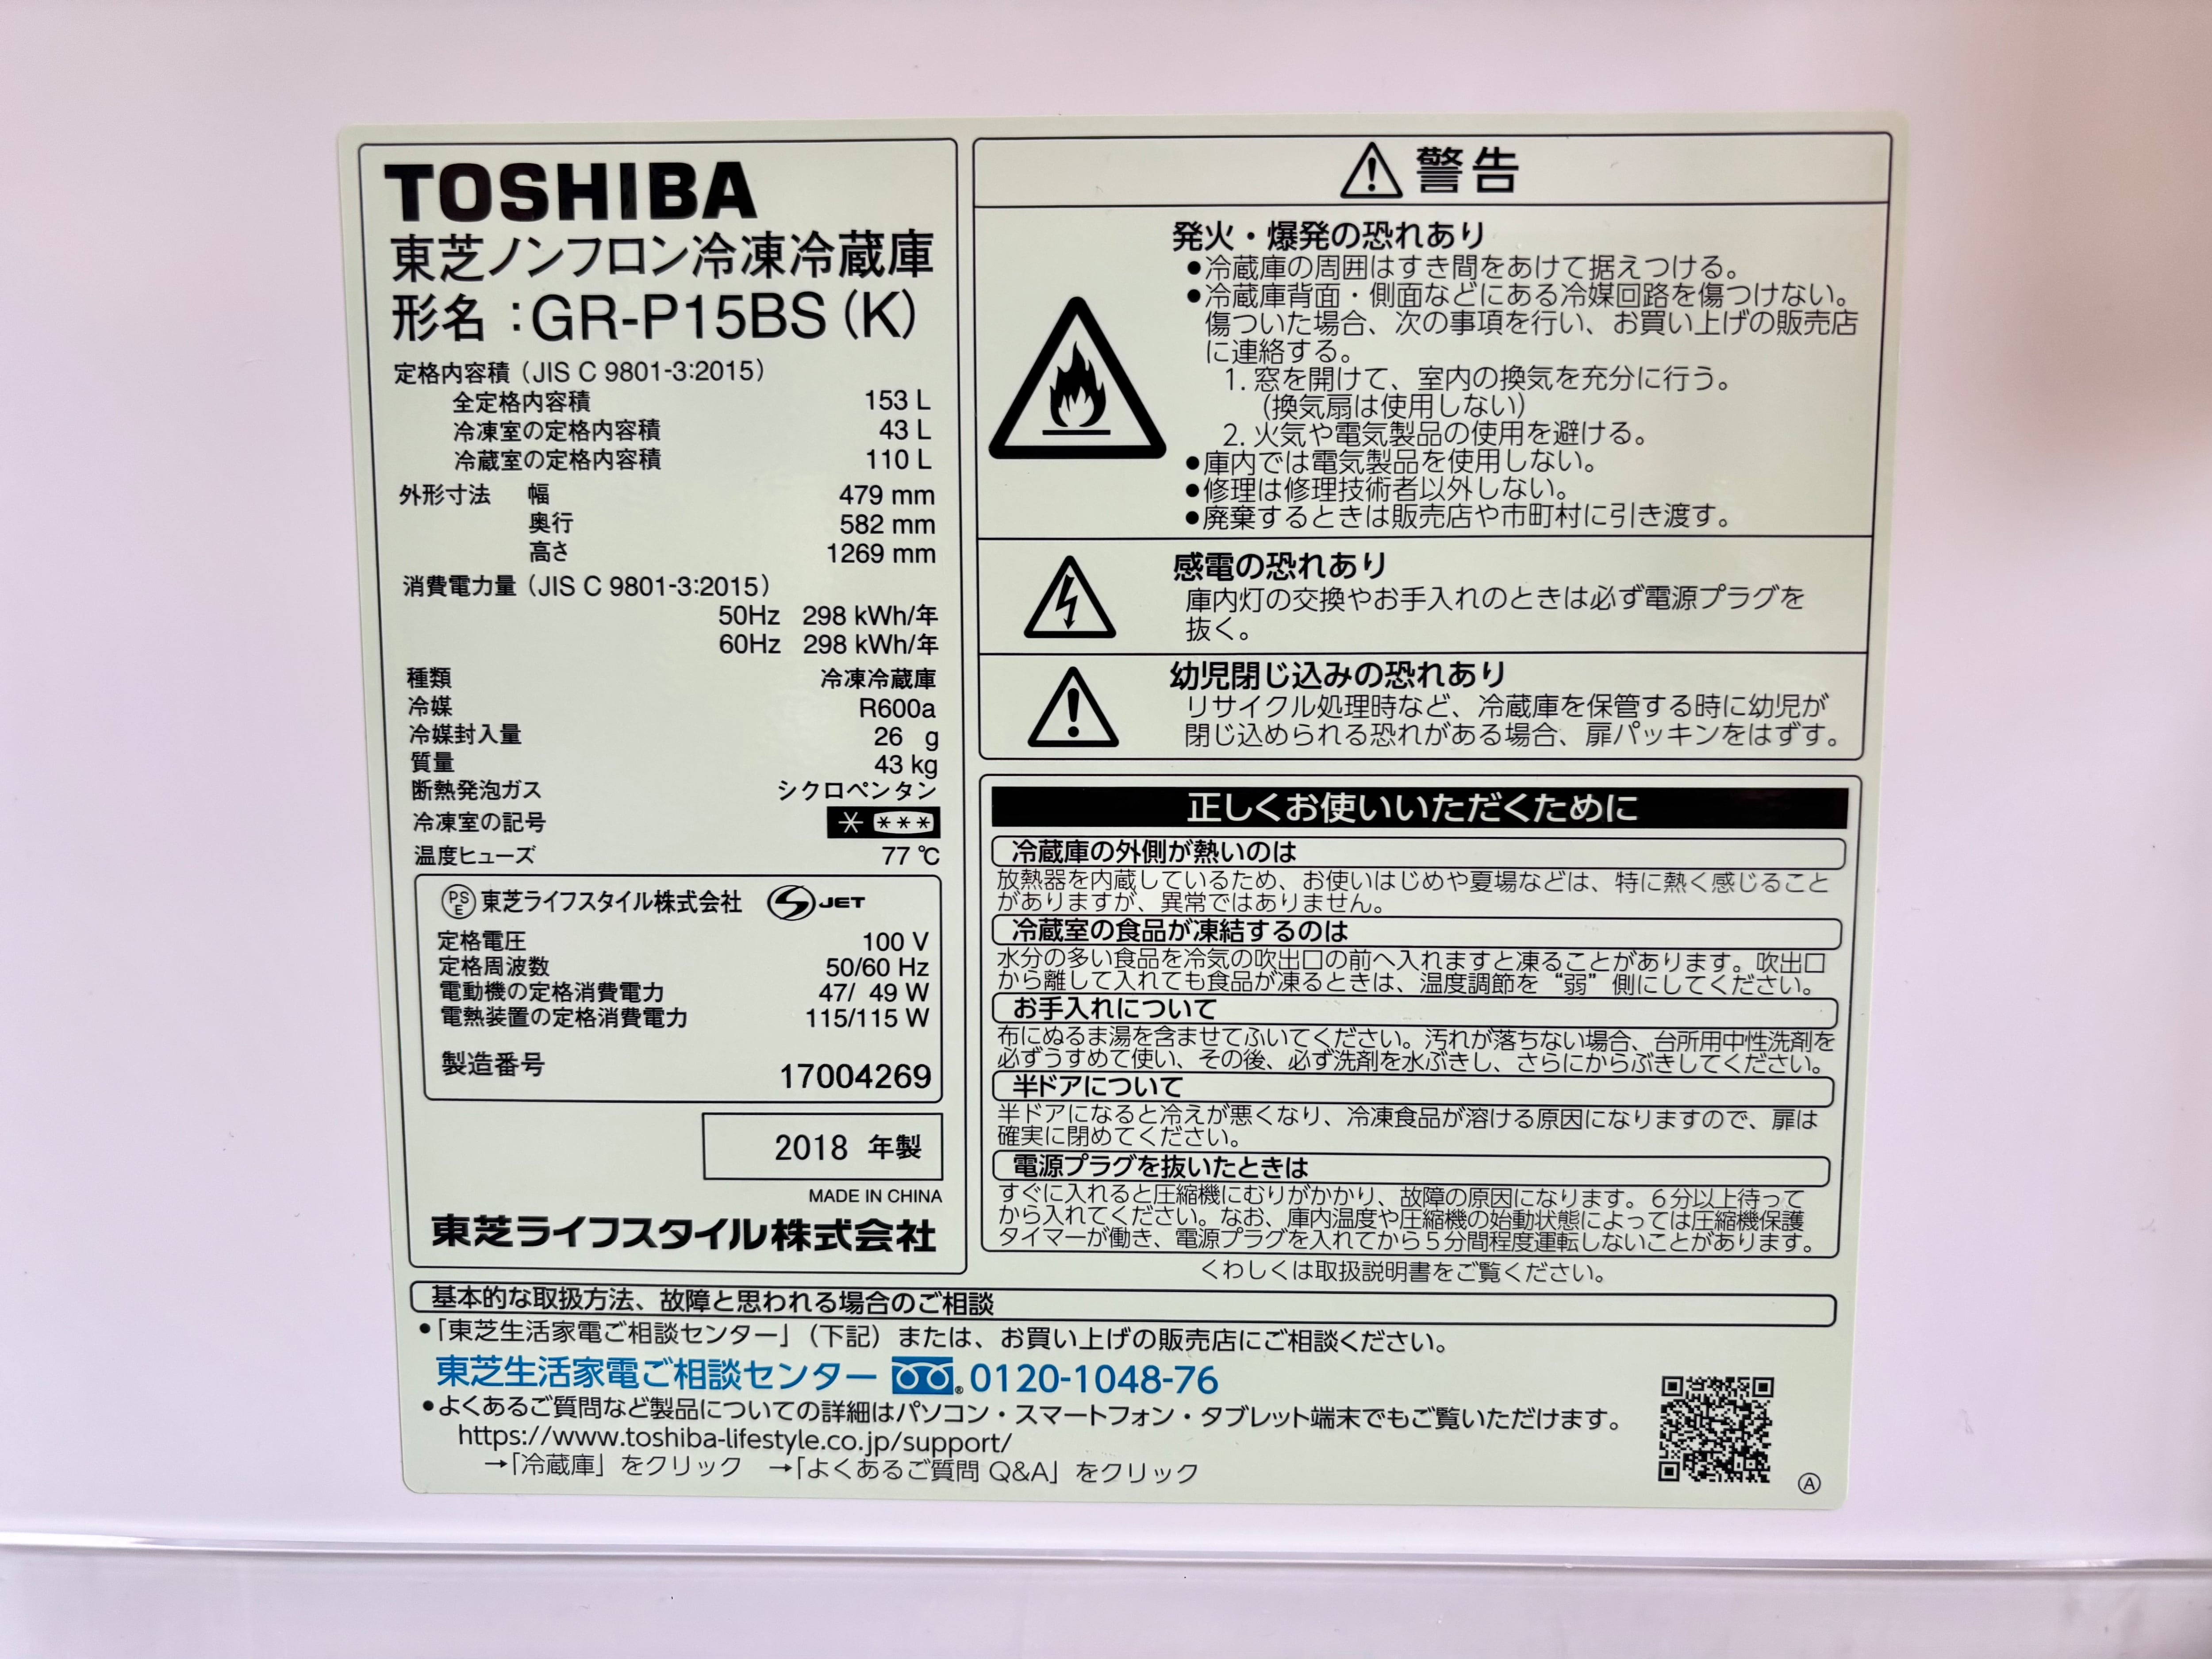 TOSHIBA
東芝ノンフロン冷凍冷蔵庫
形名：GR-P15BS（K）
定格内容積（JIS C 9801-3:2015）
全定格内容積 153 L
冷凍室の定格内容積 43 L
冷蔵室の定格内容積 110 L
外形寸法 幅 479 mm
奥行 582 mm
高さ 1269 mm
消費電力量（JIS C 9801-3:2015）
50Hz 298 kWh/年
60Hz 298 kWh/年
種類 冷凍冷蔵庫
冷媒 R600a
冷媒封入量 26 g
質量 43 kg
断熱発泡ガス シクロペンタン
冷凍室の記号 * ***
温度ヒューズ 77 ℃
PSE 東芝ライフスタイル株式会社 S JET
定格電圧 100 V
定格周波数 50/60 Hz
電動機の定格消費電力 47/ 49 W
電熱装置の定格消費電力 115/115 W
製造番号 17004269
2018 年製
MADE IN CHINA
東芝ライフスタイル株式会社
警告
発火・爆発の恐れあり
●冷蔵庫の周囲はすき間をあけて据えつける。
●冷蔵庫背面・側面などにある冷媒回路を傷つけない。
傷ついた場合、次の事項を行い、お買い上げの販売店
に連絡する。
1. 窓を開けて、室内の換気を充分に行う。
（換気扇は使用しない）
2. 火気や電気製品の使用を避ける。
●庫内では電気製品を使用しない。
●修理は修理技術者以外しない。
●廃棄するときは販売店や市町村に引き渡す。
感電の恐れあり
庫内灯の交換やお手入れのときは必ず電源プラグを
抜く。
幼児閉じ込みの恐れあり
リサイクル処理時など、冷蔵庫を保管する時に幼児が
閉じ込められる恐れがある場合、扉パッキンをはずす。
正しくお使いいただくために
冷蔵庫の外側が熱いのは
放熱器を内蔵しているため、お使いはじめや夏場などは、特に熱く感じること
がありますが、異常ではありません。
冷蔵室の食品が凍結するのは
水分の多い食品を冷気の吹出口の前へ入れますと凍ることがあります。吹出口
から離して入れても食品が凍るときは、温度調節を“弱”側にしてください。
お手入れについて
布にぬるま湯を含ませてふいてください。汚れが落ちない場合、台所用中性洗剤を
必ずうすめて使い、その後、必ず洗剤を水ぶきし、さらにからぶきしてください。
半ドアについて
半ドアになると冷えが悪くなり、冷凍食品が溶ける原因になりますので、扉は
確実に閉めてください。
電源プラグを抜いたときは
すぐに入れると圧縮機にむりがかかり、故障の原因になります。6分以上待って
から入れてください。なお、庫内温度や圧縮機の始動状態によっては圧縮機保護
タイマーが働き、電源プラグを入れてから5分間程度運転しないことがあります。
くわしくは取扱説明書をご覧ください。
基本的な取扱方法、故障と思われる場合のご相談
●「東芝生活家電ご相談センター」（下記）または、お買い上げの販売店にご相談ください。
東芝生活家電ご相談センター 0120-1048-76
●よくあるご質問など製品についての詳細はパソコン・スマートフォン・タブレット端末でもご覧いただけます。
https://www.toshiba-lifestyle.co.jp/support/
→「冷蔵庫」をクリック →「よくあるご質問 Q&A」をクリック
Ⓐ